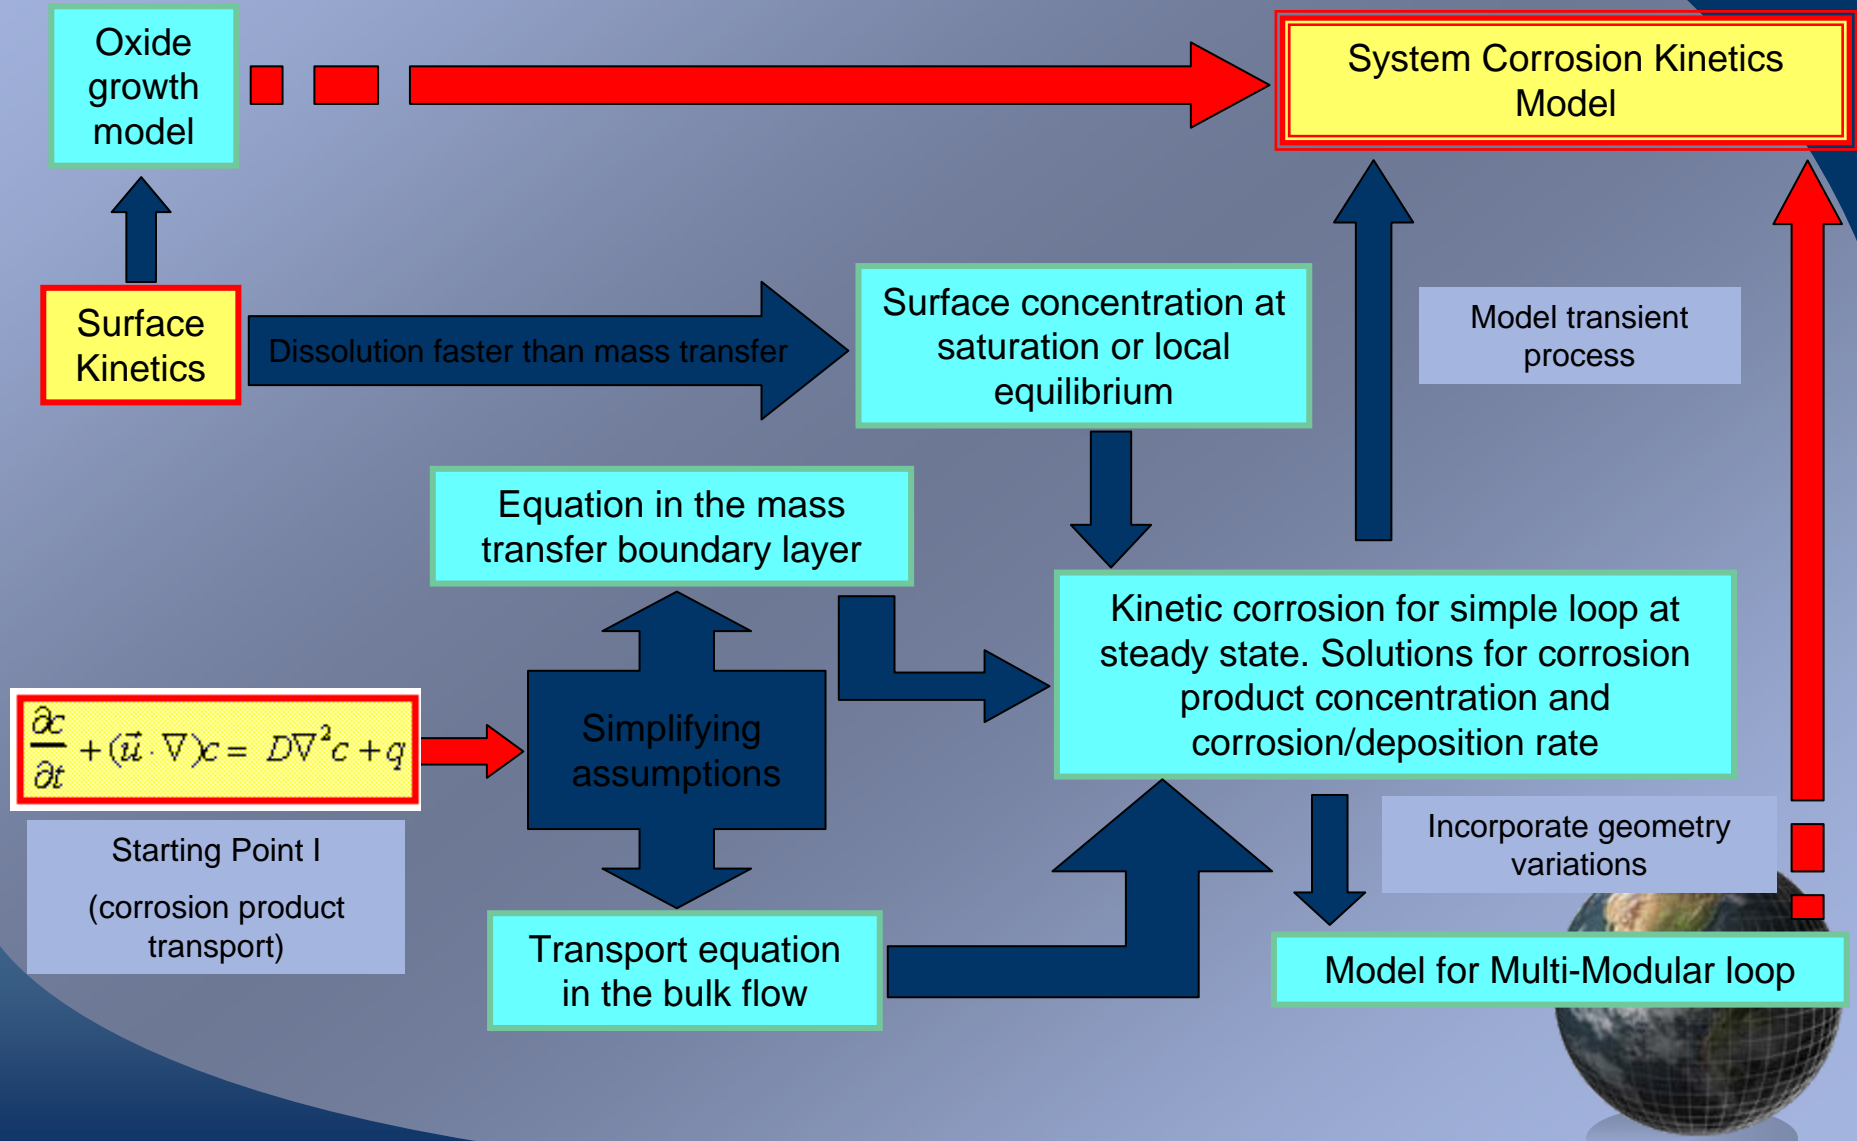 Oxide
growth
model
System Corrosion Kinetics
Model
Surface
Kinetics
Dissolution faster than mass transfer
Surface concentration at
saturation or local
equilibrium
Model transient
process
Equation in the mass
transfer boundary layer
Kinetic corrosion for simple loop at
steady state. Solutions for corrosion
product concentration and
corrosion/deposition rate
∂c/∂t + (u⃗ · ∇)c = D∇²c + q
Simplifying
assumptions
Starting Point I
(corrosion product
transport)
Incorporate geometry
variations
Transport equation
in the bulk flow
Model for Multi-Modular loop